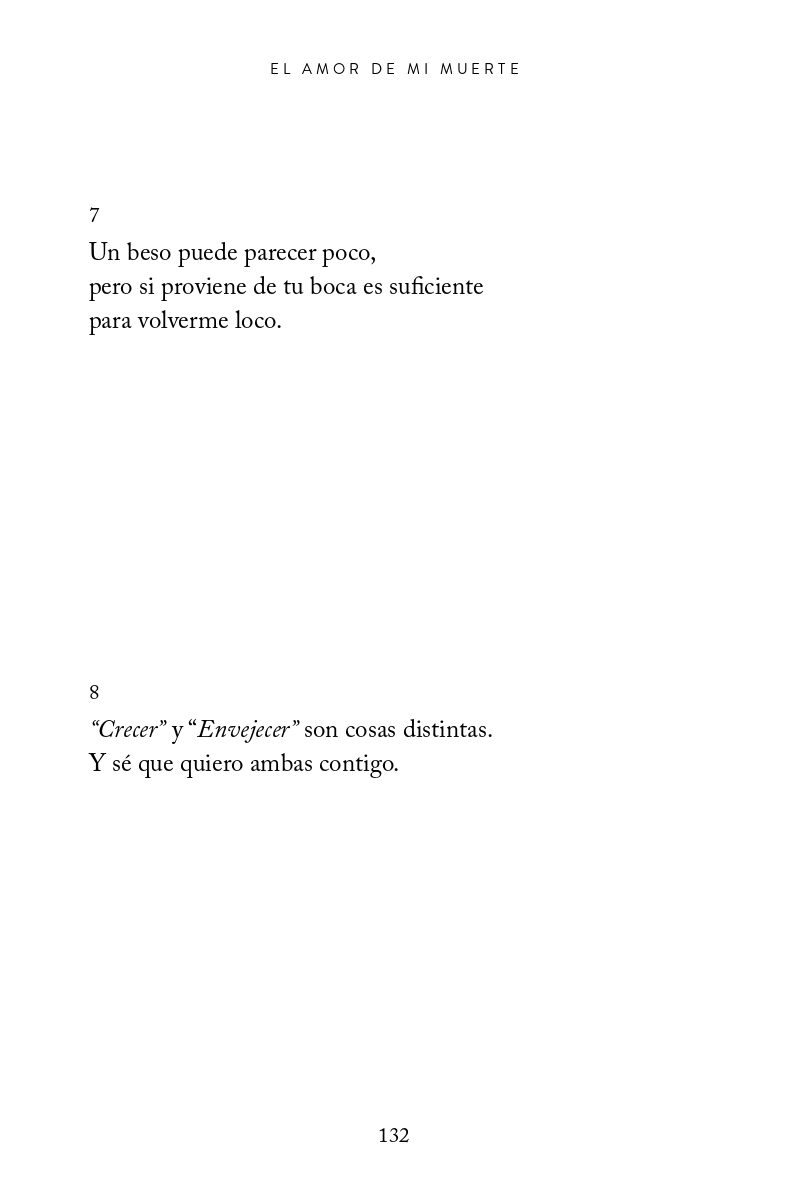 EL AMOR DE MI MUERTE
7
Un beso puede parecer poco,
pero si proviene de tu boca es suficiente
para volverme loco.
8
“Crecer” y “Envejecer” son cosas distintas.
Y sé que quiero ambas contigo.
132